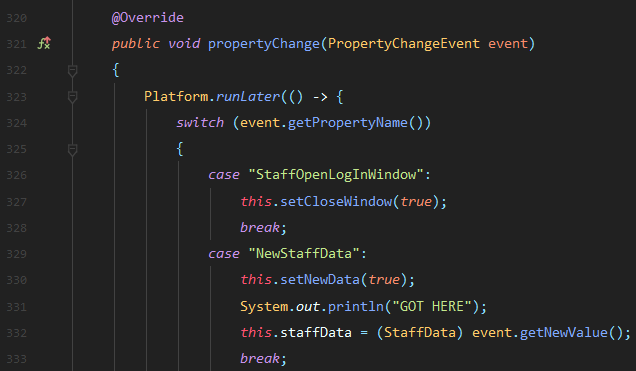 320 @Override
321 public void propertyChange(PropertyChangeEvent event)
322 {
323 Platform.runLater(() -> {
324 switch (event.getPropertyName())
325 {
326 case "StaffOpenLogInWindow":
327 this.setCloseWindow(true);
328 break;
329 case "NewStaffData":
330 this.setNewData(true);
331 System.out.println("GOT HERE");
332 this.staffData = (StaffData) event.getNewValue();
333 break;